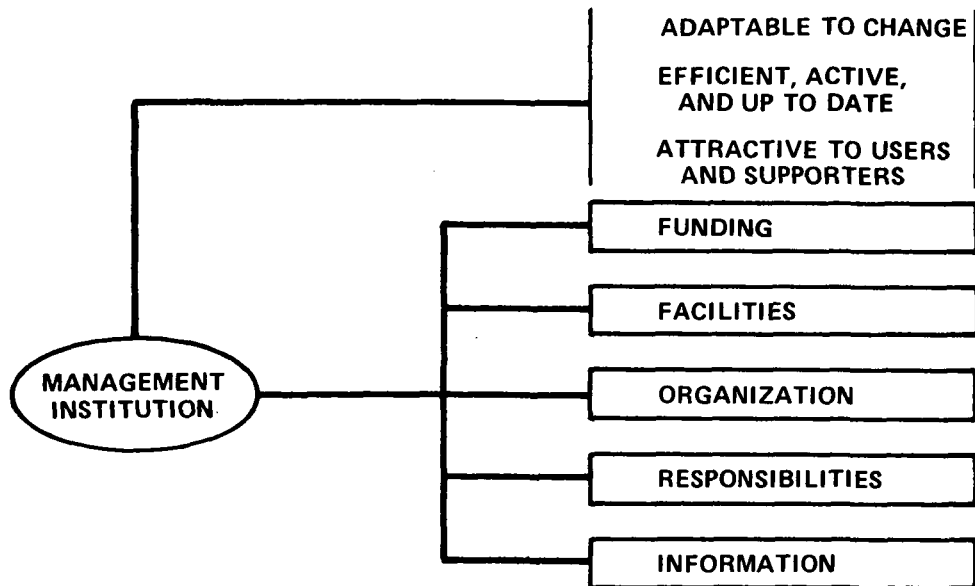 ADAPTABLE TO CHANGE
EFFICIENT, ACTIVE,
AND UP TO DATE
ATTRACTIVE TO USERS
AND SUPPORTERS
FUNDING
FACILITIES
MANAGEMENT
INSTITUTION
ORGANIZATION
RESPONSIBILITIES
INFORMATION